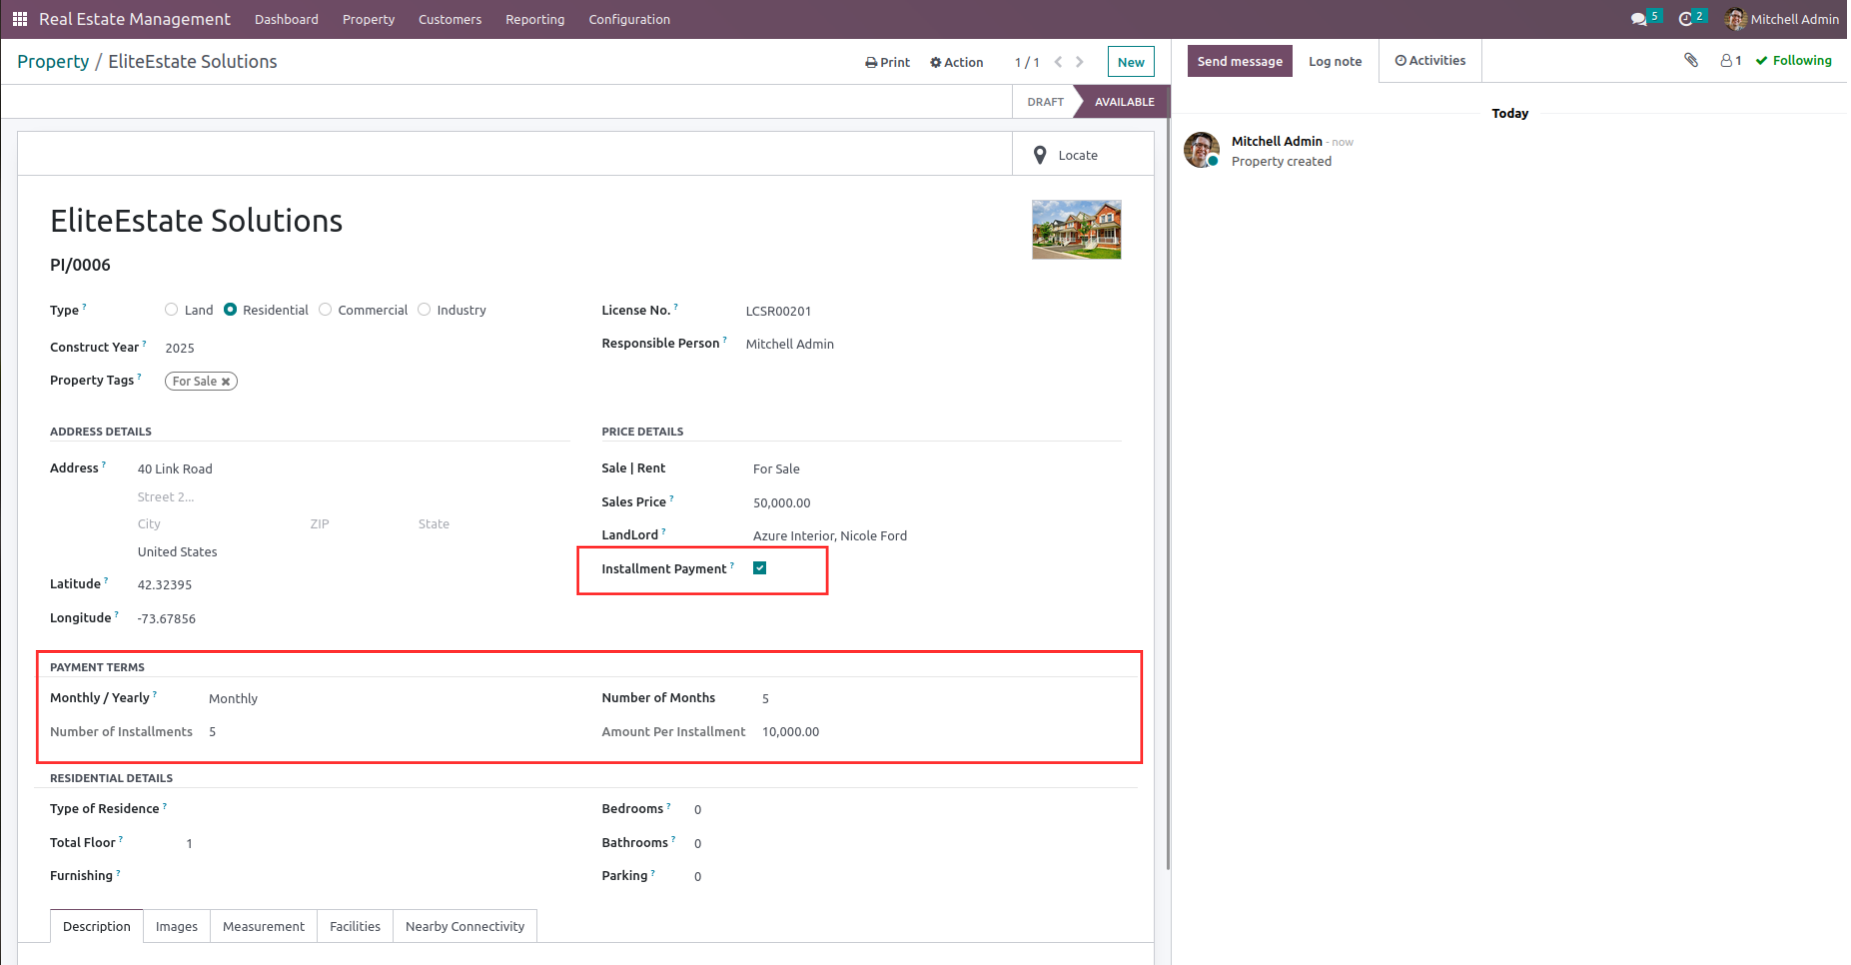 Real Estate Management Dashboard Property Customers Reporting Configuration 5 2 Mitchell Admin
Property / EliteEstate Solutions Print Action 1 / 1 New
Send message Log note Activities 1 Following
DRAFT AVAILABLE
Today
Locate
Mitchell Admin - now
Property created
EliteEstate Solutions
PI/0006
Type ? Land Residential Commercial Industry
License No. ? LCSR00201
Construct Year ? 2025
Responsible Person ? Mitchell Admin
Property Tags ? For Sale ✖
ADDRESS DETAILS
Address ? 40 Link Road
Street 2...
City ZIP State
United States
Latitude ? 42.32395
Longitude ? -73.67856
PRICE DETAILS
Sale | Rent For Sale
Sales Price ? 50,000.00
LandLord ? Azure Interior, Nicole Ford
Installment Payment ?
PAYMENT TERMS
Monthly / Yearly ? Monthly
Number of Months 5
Number of Installments 5
Amount Per Installment 10,000.00
RESIDENTIAL DETAILS
Type of Residence ?
Bedrooms ? 0
Total Floor ? 1
Bathrooms ? 0
Furnishing ?
Parking ? 0
Description Images Measurement Facilities Nearby Connectivity